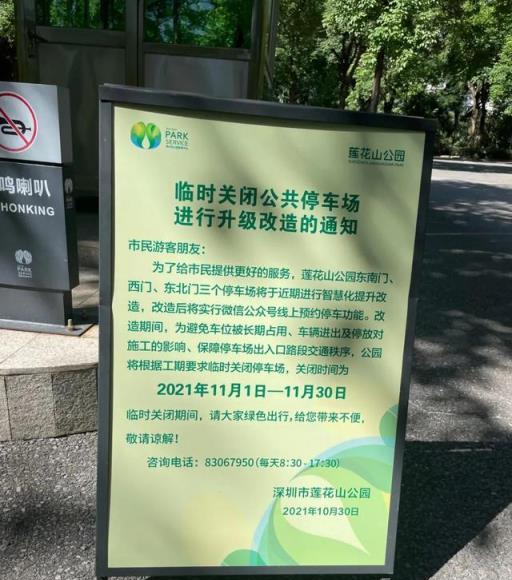 PARK
SERVICE
莲花山公园
临时关闭公共停车场
进行升级改造的通知
市民游客朋友：
为了给市民提供更好的服务，莲花山公园东南门、
西门、东北门三个停车场将于近期进行智慧化提升改
造，改造后将实行微信公众号线上预约停车功能。改
造期间，为避免车位被长期占用、车辆进出及停放对
施工的影响、保障停车场出入口路段交通秩序，公园
将根据工期要求临时关闭停车场，关闭时间为
2021年11月1日—11月30日
临时关闭期间，请大家绿色出行，给您带来不便，
敬请谅解！
咨询电话：83067950（每天8:30-17:30）
深圳市莲花山公园
2021年10月30日
鸣喇叭
HONKING
PARK
SERVICE